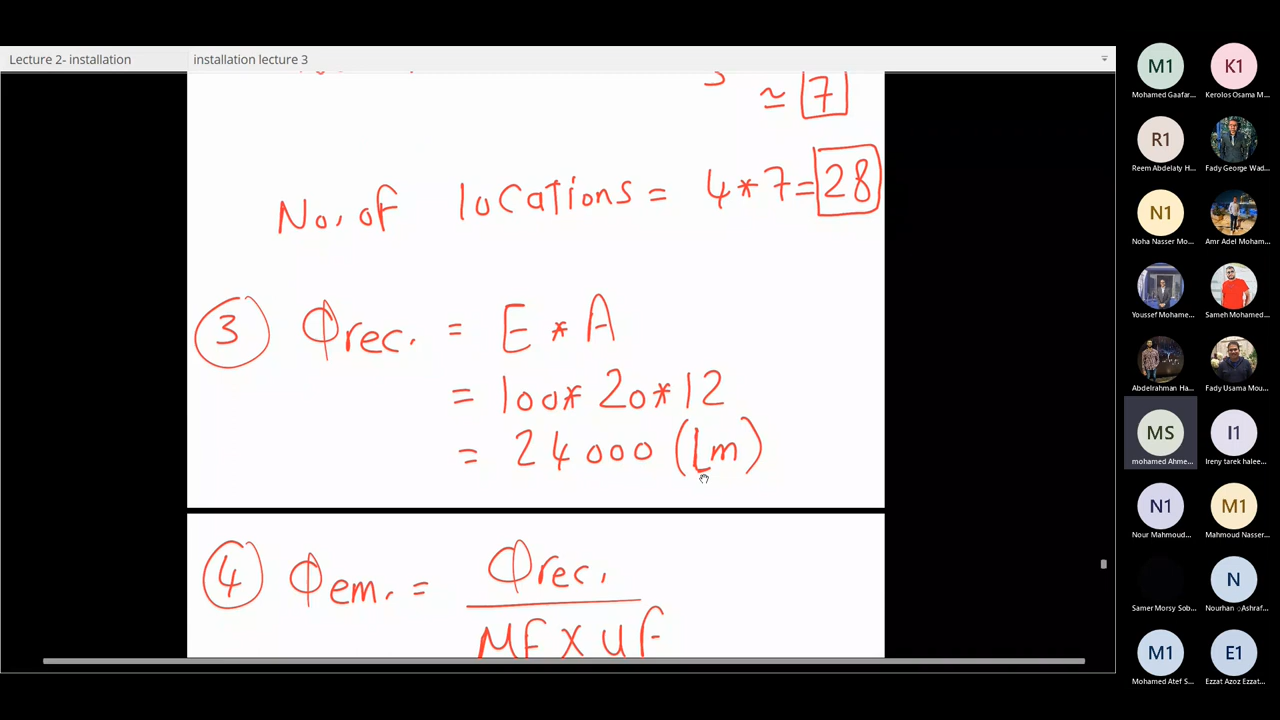 Lecture 2- installation
installation lecture 3
≃ 7
No. of locations = 4*7=28
3 Φrec. = E * A
= 100* 20*12
= 24000 (Lm)
4 Φem. = Φrec.
MF X UF
M1
Mohamed Gaafar...
K1
Kerolos Osama M...
R1
Reem Abdelaty H...
Fady George Wad...
N1
Noha Nasser Mo...
Amr Adel Moham...
Youssef Mohame...
Sameh Mohamed...
Abdelrahman Ha...
Fady Usama Mou...
MS
mohamed Ahme...
I1
Ireny tarek halee...
N1
Nour Mahmoud...
M1
Mahmoud Nasser...
Samer Morsy Sob...
N
Nourhan ِAshraf...
M1
Mohamed Atef S...
E1
Ezzat Azoz Ezzat...